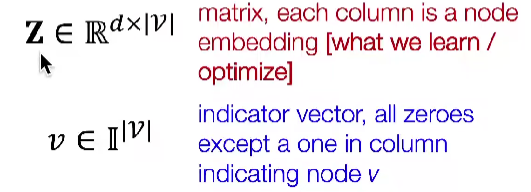 𝐙 ∈ ℝ^{d×|𝒱|}
matrix, each column is a node
embedding [what we learn /
optimize]
v ∈ 𝕀^{|𝒱|}
indicator vector, all zeroes
except a one in column
indicating node v